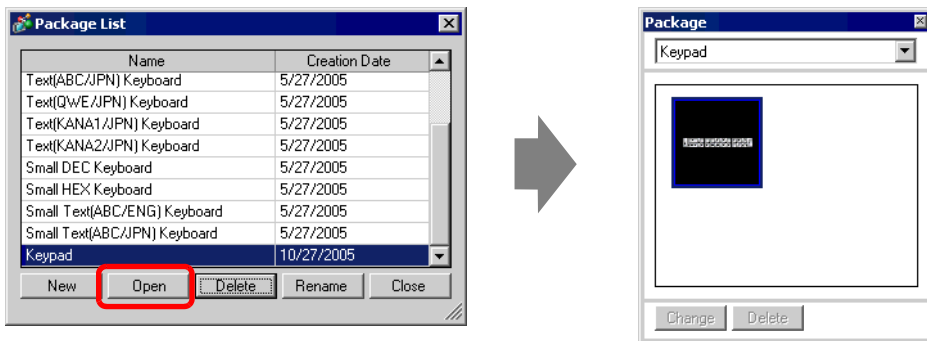 Package List
Name Creation Date
Text(ABC/JPN) Keyboard 5/27/2005
Text(QWE/JPN) Keyboard 5/27/2005
Text(KANA1/JPN) Keyboard 5/27/2005
Text(KANA2/JPN) Keyboard 5/27/2005
Small DEC Keyboard 5/27/2005
Small HEX Keyboard 5/27/2005
Small Text(ABC/ENG) Keyboard 5/27/2005
Small Text(ABC/JPN) Keyboard 5/27/2005
Keypad 10/27/2005
New Open Delete Rename Close
Package
Keypad
Change Delete